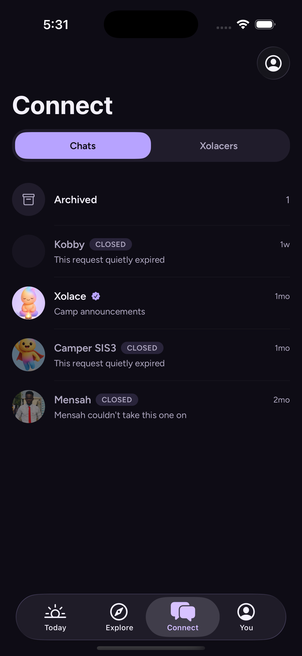 5:31
Connect
Chats
Xolacers
Archived
1
Kobby CLOSED 1w
This request quietly expired
Xolace 1mo
Camp announcements
Camper SIS3 CLOSED 1mo
This request quietly expired
Mensah CLOSED 2mo
Mensah couldn't take this one on
Today Explore Connect You